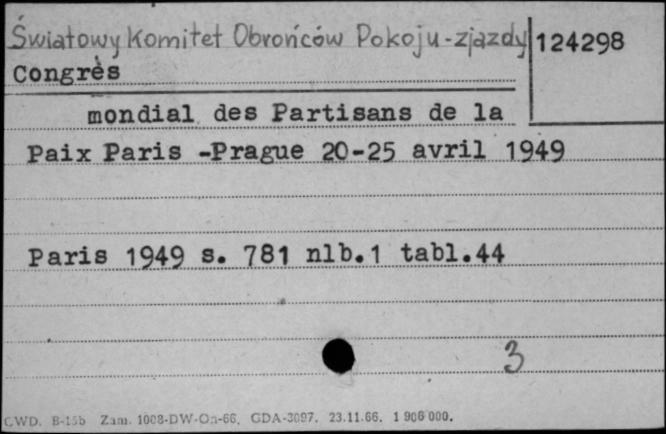 Światowy Komitet Obrońców Pokoju-zjazdy
124298
Congrès
mondial des Partisans de la
Paix Paris -Prague 20-25 avril 1949
Paris 1949 s. 781 nlb.1 tabl.44
3
CWD. B-15b Zam. 1008-DW-On-66. GDA-3097. 23.11.66. 1 906 000.